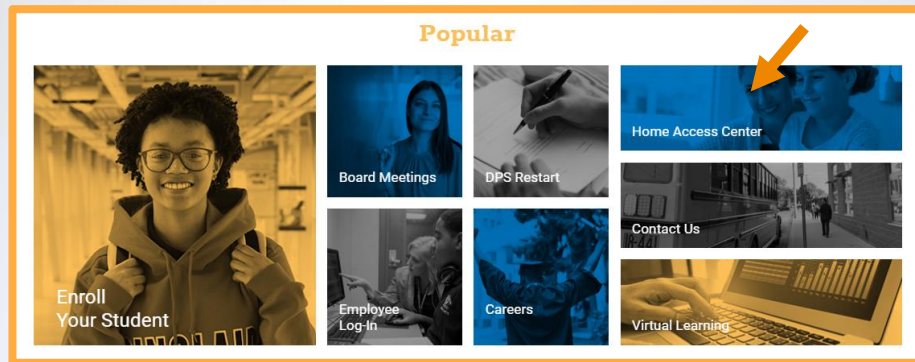 Popular
Enroll
Your Student
Board Meetings
DPS Restart
Employee
Log-In
Careers
Home Access Center
Contact Us
Virtual Learning